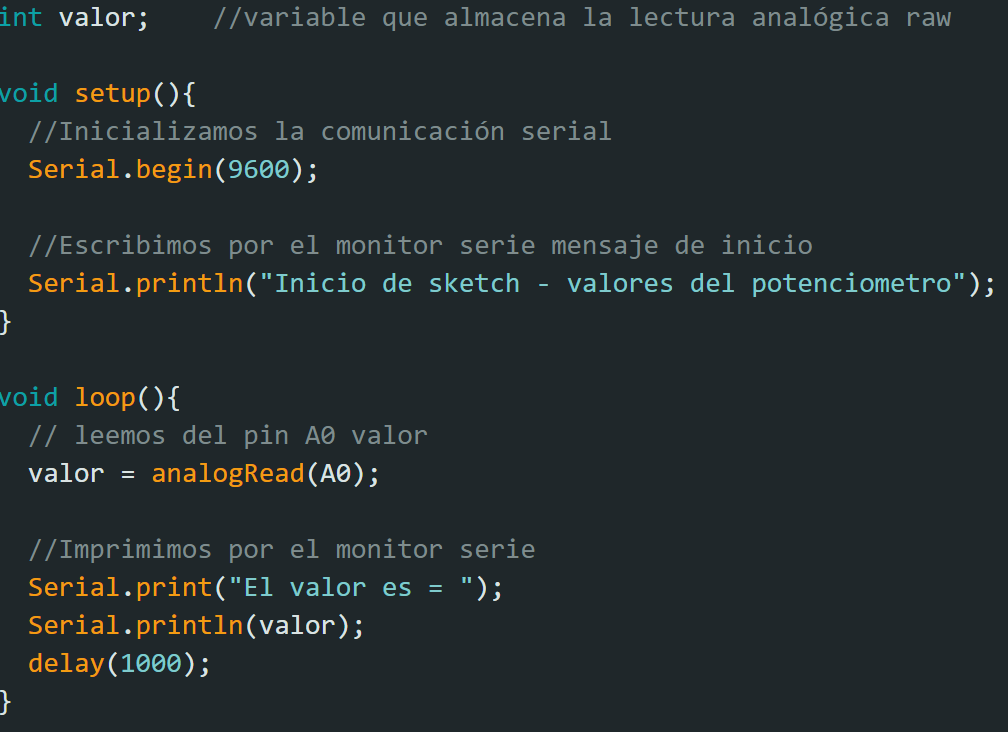 int valor;    //variable que almacena la lectura analógica raw
void setup(){
  //Inicializamos la comunicación serial
  Serial.begin(9600);
  //Escribimos por el monitor serie mensaje de inicio
  Serial.println("Inicio de sketch - valores del potenciometro");
}
void loop(){
  // leemos del pin A0 valor
  valor = analogRead(A0);
  //Imprimimos por el monitor serie
  Serial.print("El valor es = ");
  Serial.println(valor);
  delay(1000);
}